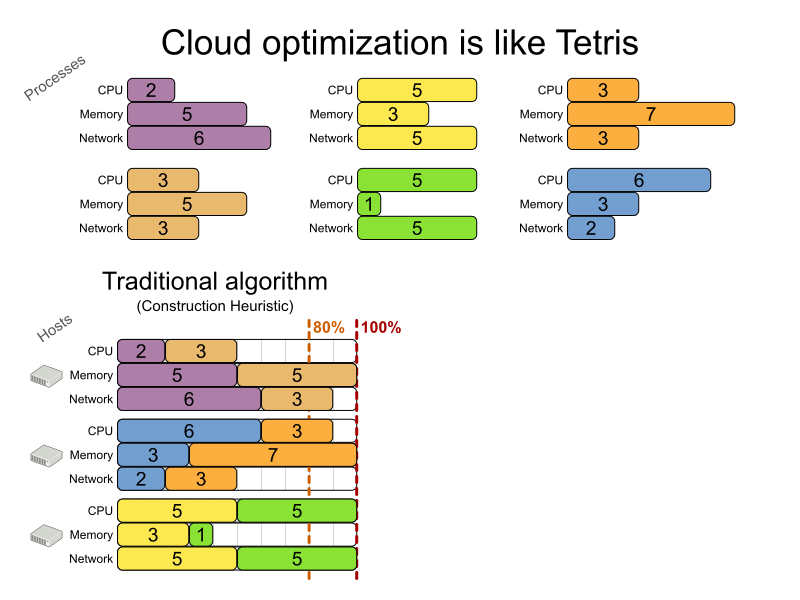 Cloud optimization is like Tetris
Processes
CPU 2 CPU 5 CPU 3
Memory 5 Memory 3 Memory 7
Network 6 Network 5 Network 3
CPU 3 CPU 5 CPU 6
Memory 5 Memory 1 Memory 3
Network 3 Network 5 Network 2
Traditional algorithm
(Construction Heuristic)
Hosts
80% 100%
CPU 2 3
Memory 5 5
Network 6 3
CPU 6 3
Memory 3 7
Network 2 3
CPU 5 5
Memory 3 1
Network 5 5